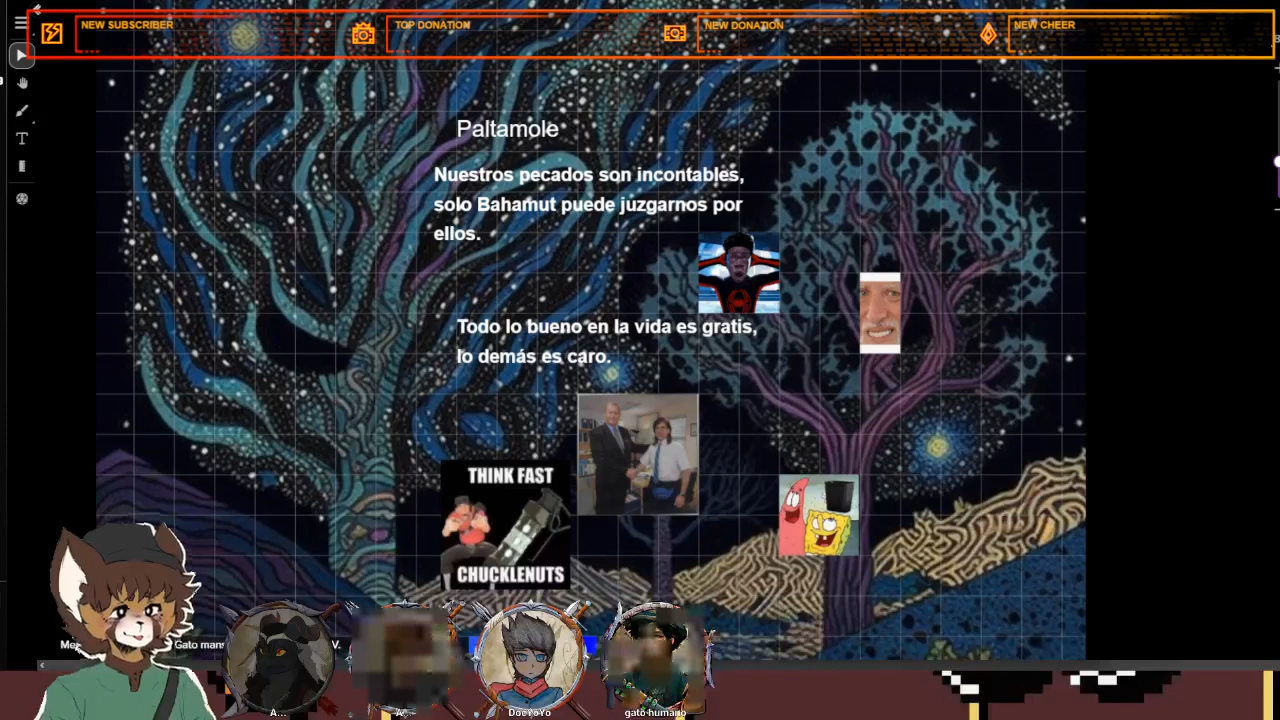 NEW SUBSCRIBER
TOP DONATION
NEW DONATION
NEW CHEER
Paltamole
Nuestros pecados son incontables,
solo Bahamut puede juzgarnos por
ellos.
Todo lo bueno en la vida es gratis,
lo demás es caro.
THINK FAST
CHUCKLENUTS
Gato mans
V.
A...
A...
DocYoYo
gato humano